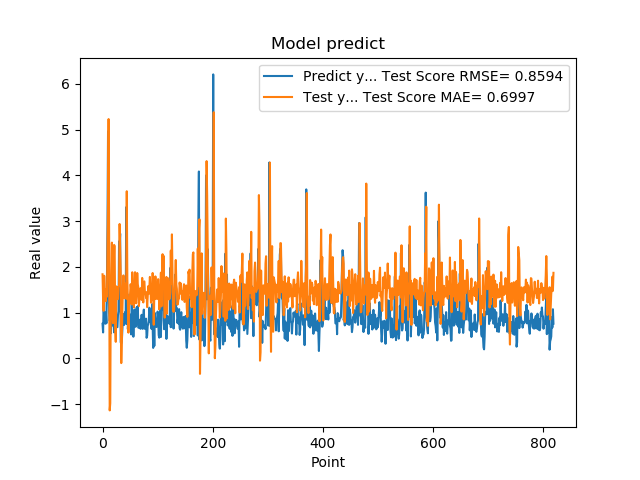 Model predict
Predict y... Test Score RMSE= 0.8594
Test y... Test Score MAE= 0.6997
Real value
6
5
4
3
2
1
0
−1
0 200 400 600 800
Point